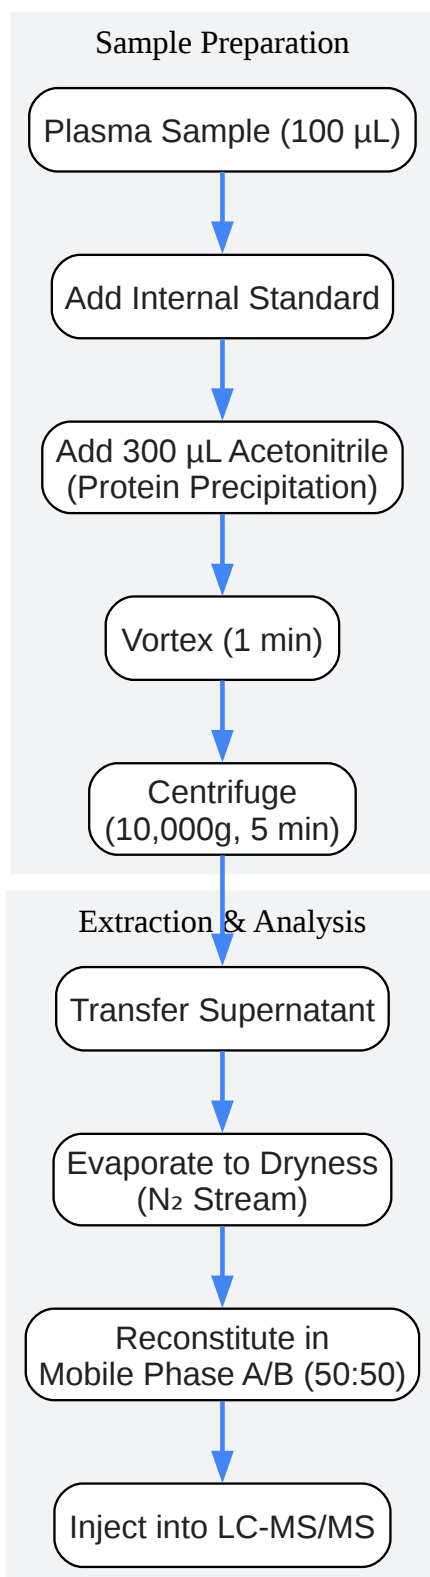 Sample Preparation
Plasma Sample (100 µL)
Add Internal Standard
Add 300 µL Acetonitrile
(Protein Precipitation)
Vortex (1 min)
Centrifuge
(10,000g, 5 min)
Extraction & Analysis
Transfer Supernatant
Evaporate to Dryness
(N₂ Stream)
Reconstitute in
Mobile Phase A/B (50:50)
Inject into LC-MS/MS